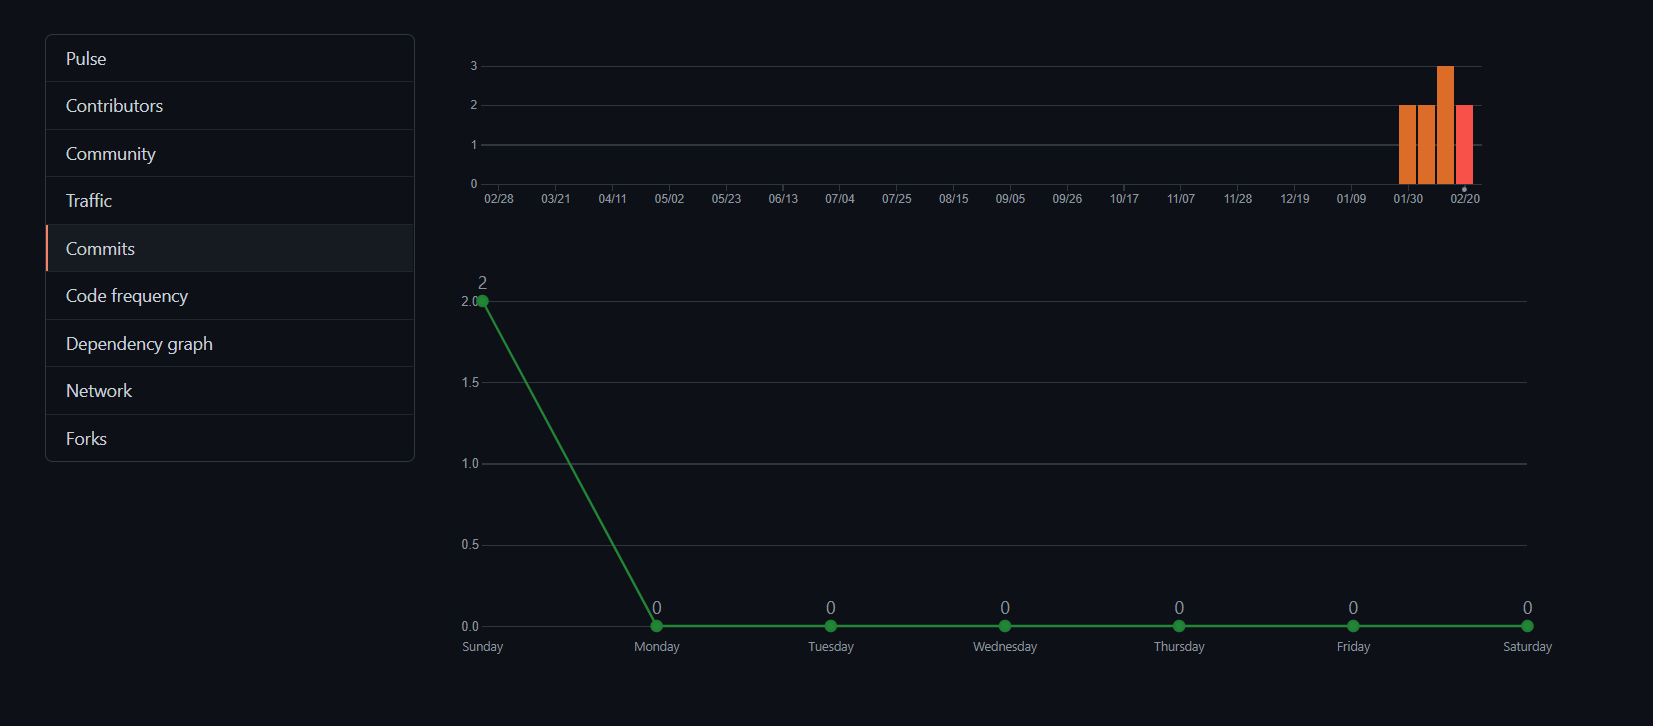 Pulse
Contributors
Community
Traffic
Commits
Code frequency
Dependency graph
Network
Forks
3
2
1
0
02/28 03/21 04/11 05/02 05/23 06/13 07/04 07/25 08/15 09/05 09/26 10/17 11/07 11/28 12/19 01/09 01/30 02/20
2
2.0
1.5
1.0
0.5
0 0 0 0 0 0
0.0
Sunday Monday Tuesday Wednesday Thursday Friday Saturday